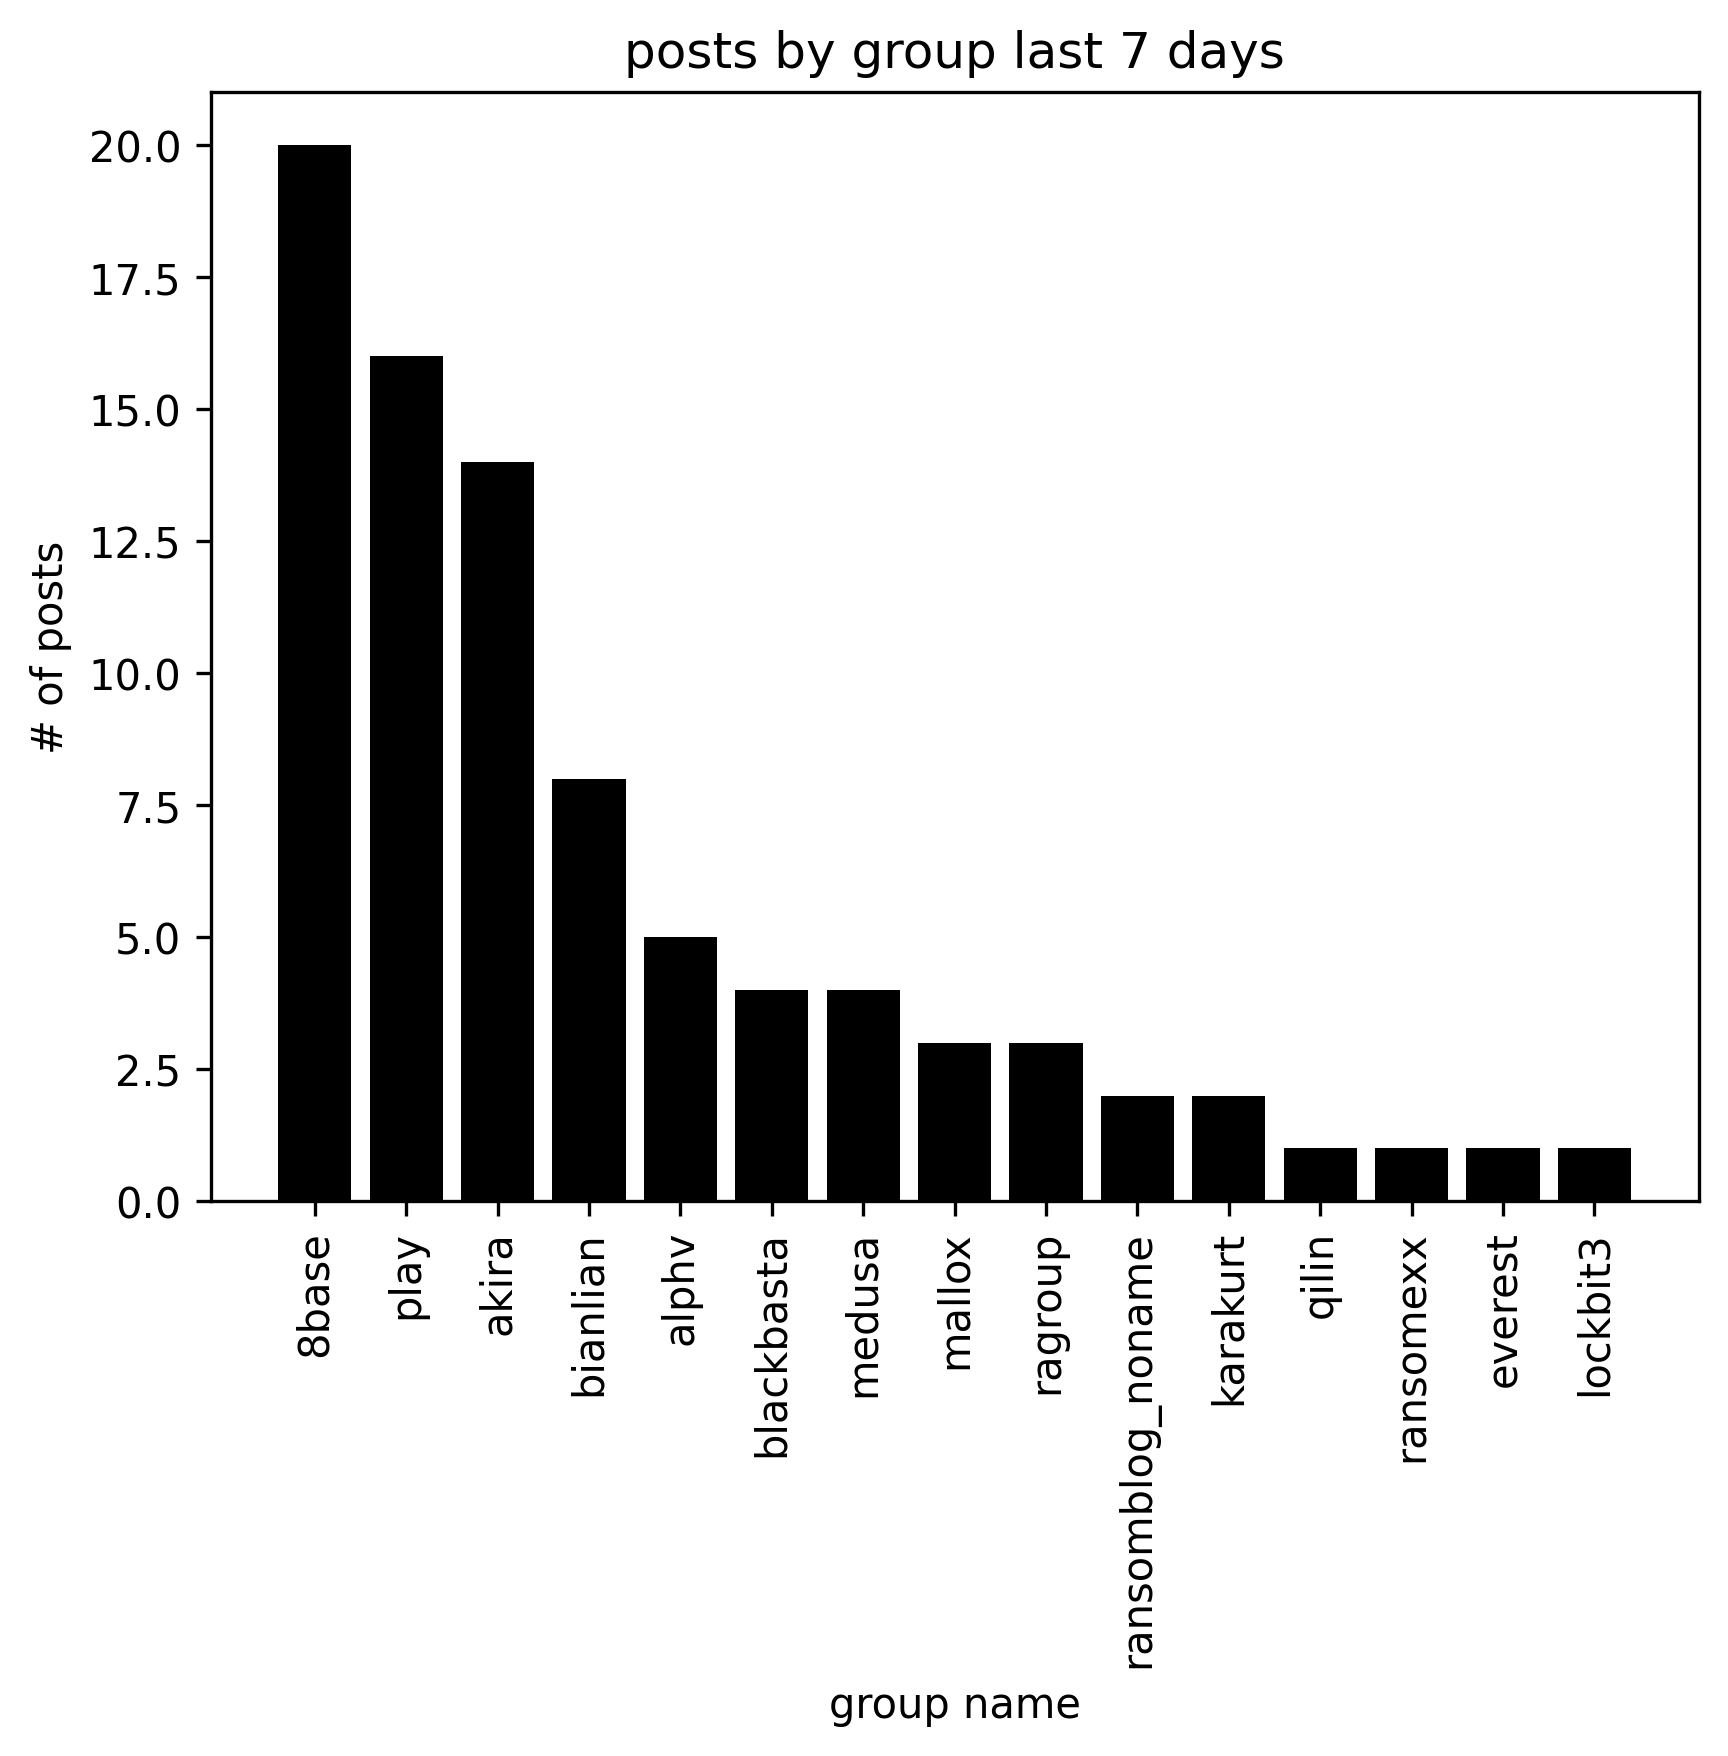 posts by group last 7 days
# of posts
20.0
17.5
15.0
12.5
10.0
7.5
5.0
2.5
0.0
8base
play
akira
bianlian
alphv
blackbasta
medusa
mallox
ragroup
ransomblog_noname
karakurt
qilin
ransomexx
everest
lockbit3
group name